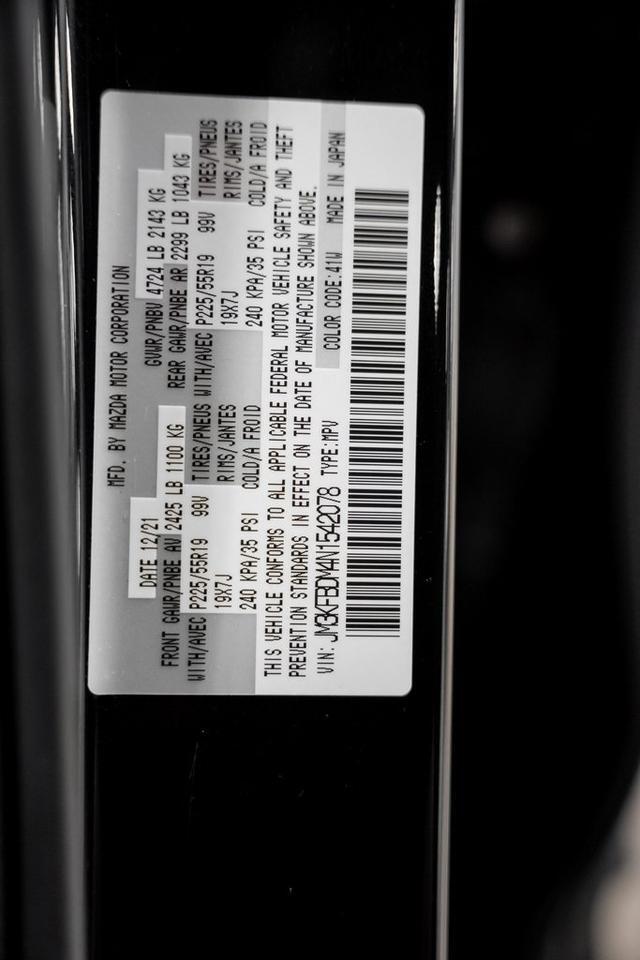 MFD. BY MAZDA MOTOR CORPORATION
DATE 12/21 GVWR/PNBV 4724 LB 2143 KG
FRONT GAWR/PNBE AV 2425 LB 1100 KG REAR GAWR/PNBE AR 2299 LB 1043 KG
WITH/AVEC P225/55R19 99V TIRES/PNEUS WITH/AVEC P225/55R19 99V TIRES/PNEUS
19X7J RIMS/JANTES 19X7J RIMS/JANTES
240 KPA/35 PSI COLD/A FROID 240 KPA/35 PSI COLD/A FROID
THIS VEHICLE CONFORMS TO ALL APPLICABLE FEDERAL MOTOR VEHICLE SAFETY AND THEFT
PREVENTION STANDARDS IN EFFECT ON THE DATE OF MANUFACTURE SHOWN ABOVE.
VIN: JM3KFBDM4N1542078 TYPE:MPV COLOR CODE:41W MADE IN JAPAN